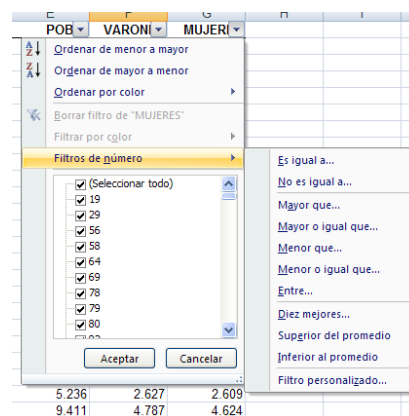 E F G H I
POB VARON MUJER
Ordenar de menor a mayor
Ordenar de mayor a menor
Ordenar por color
Borrar filtro de "MUJERES"
Filtrar por color
Filtros de número
(Seleccionar todo)
19
29
56
58
64
69
78
79
80
Aceptar Cancelar
Es igual a...
No es igual a...
Mayor que...
Mayor o igual que...
Menor que...
Menor o igual que...
Entre...
Diez mejores...
Superior del promedio
Inferior al promedio
Filtro personalizado...
5.236 2.627 2.609
9.411 4.787 4.624